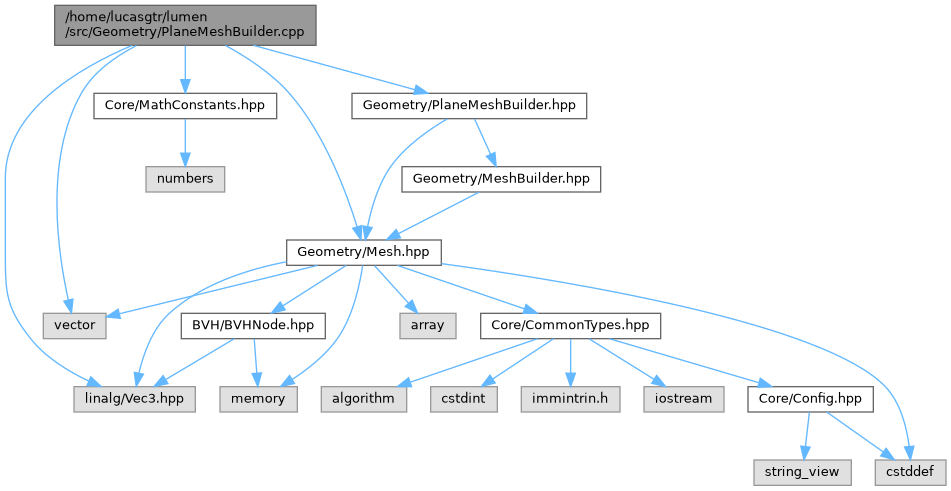 /home/lucasgtr/lumen
/src/Geometry/PlaneMeshBuilder.cpp
Core/MathConstants.hpp
Geometry/PlaneMeshBuilder.hpp
numbers
Geometry/MeshBuilder.hpp
Geometry/Mesh.hpp
vector
BVH/BVHNode.hpp
array
Core/CommonTypes.hpp
linalg/Vec3.hpp
memory
algorithm
cstdint
immintrin.h
iostream
Core/Config.hpp
string_view
cstddef